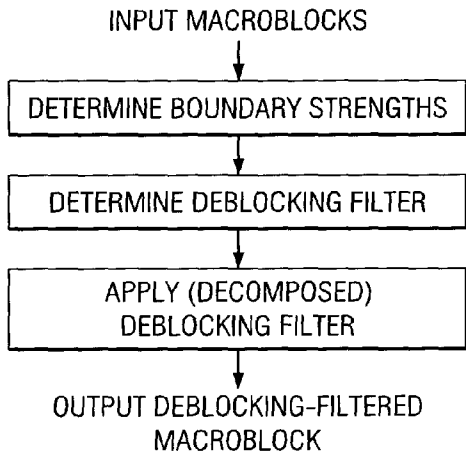 INPUT MACROBLOCKS
DETERMINE BOUNDARY STRENGTHS
DETERMINE DEBLOCKING FILTER
APPLY (DECOMPOSED)
DEBLOCKING FILTER
OUTPUT DEBLOCKING-FILTERED
MACROBLOCK